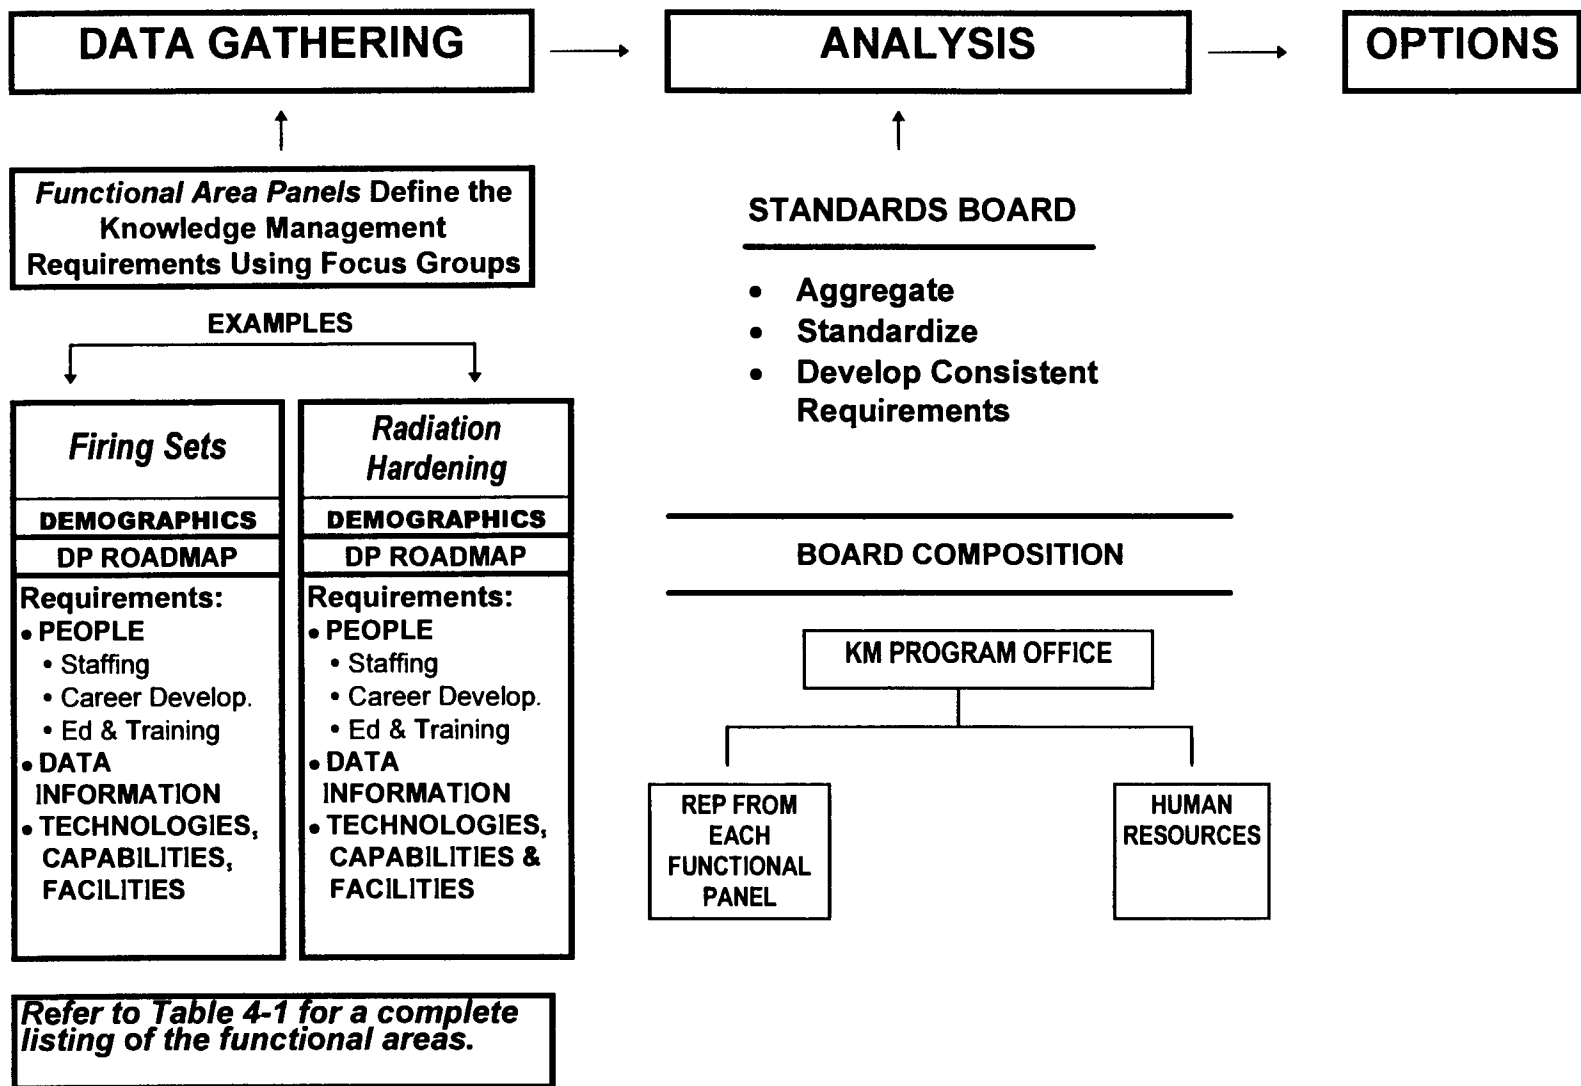 DATA GATHERING
ANALYSIS
OPTIONS
Functional Area Panels Define the
Knowledge Management
Requirements Using Focus Groups
EXAMPLES
Firing Sets
DEMOGRAPHICS
DP ROADMAP
Requirements:
• PEOPLE
• Staffing
• Career Develop.
• Ed & Training
• DATA
INFORMATION
• TECHNOLOGIES,
CAPABILITIES,
FACILITIES
Radiation
Hardening
DEMOGRAPHICS
DP ROADMAP
Requirements:
• PEOPLE
• Staffing
• Career Develop.
• Ed & Training
• DATA
INFORMATION
• TECHNOLOGIES,
CAPABILITIES &
FACILITIES
Refer to Table 4-1 for a complete
listing of the functional areas.
STANDARDS BOARD
• Aggregate
• Standardize
• Develop Consistent
Requirements
BOARD COMPOSITION
KM PROGRAM OFFICE
REP FROM
EACH
FUNCTIONAL
PANEL
HUMAN
RESOURCES